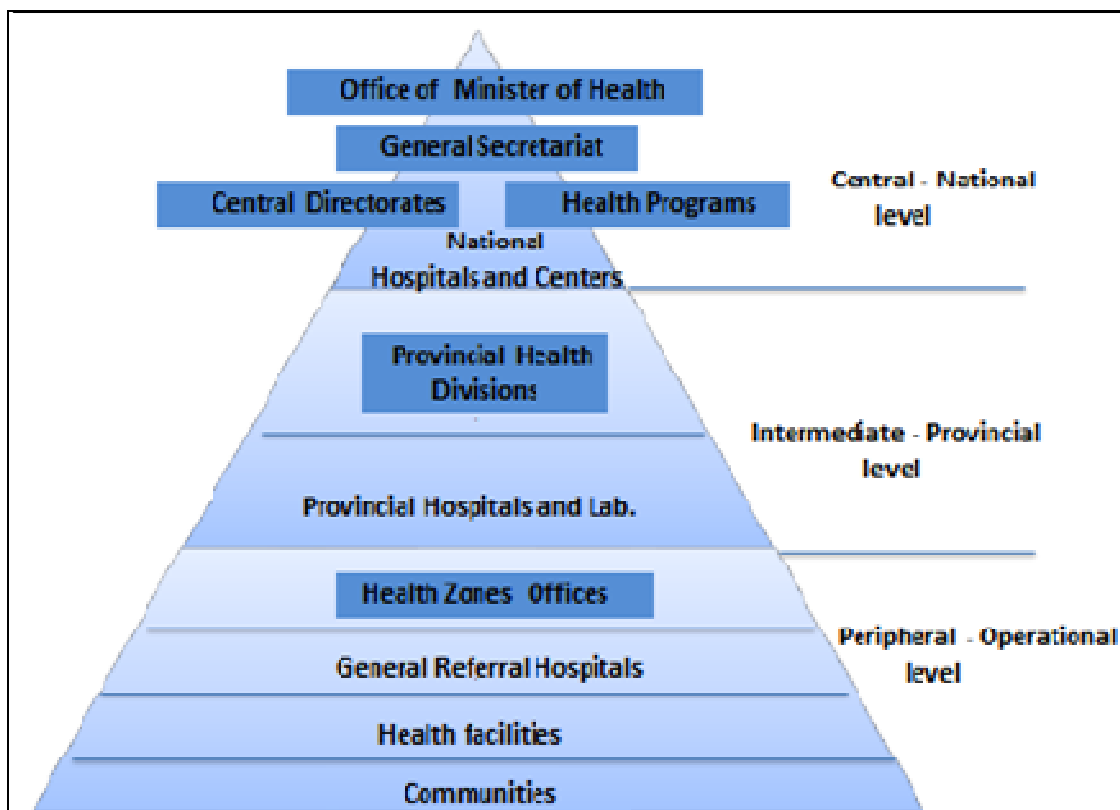 Office of Minister of Health
General Secretariat
Central Directorates
Health Programs
Central - National
level
National
Hospitals and Centers
Provincial Health
Divisions
Intermediate - Provincial
level
Provincial Hospitals and Lab.
Health Zones Offices
Peripheral - Operational
level
General Referral Hospitals
Health facilities
Communities